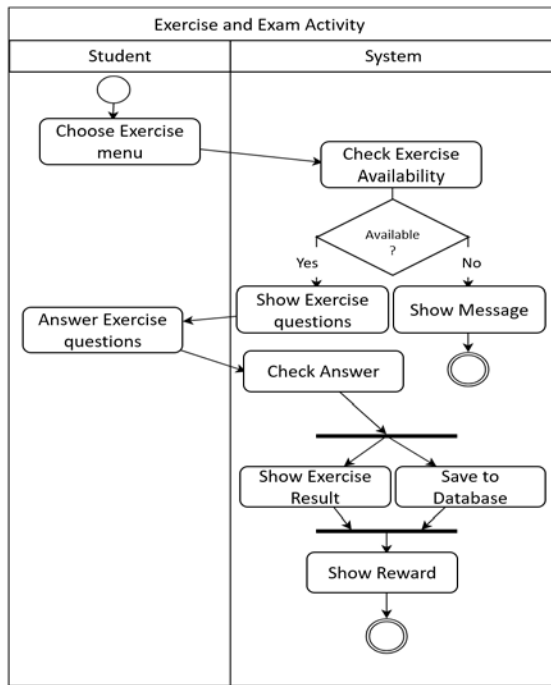 Exercise and Exam Activity
Student
System
Choose Exercise
menu
Check Exercise
Availability
Available
?
Yes
No
Show Exercise
questions
Show Message
Answer Exercise
questions
Check Answer
Show Exercise
Result
Save to
Database
Show Reward